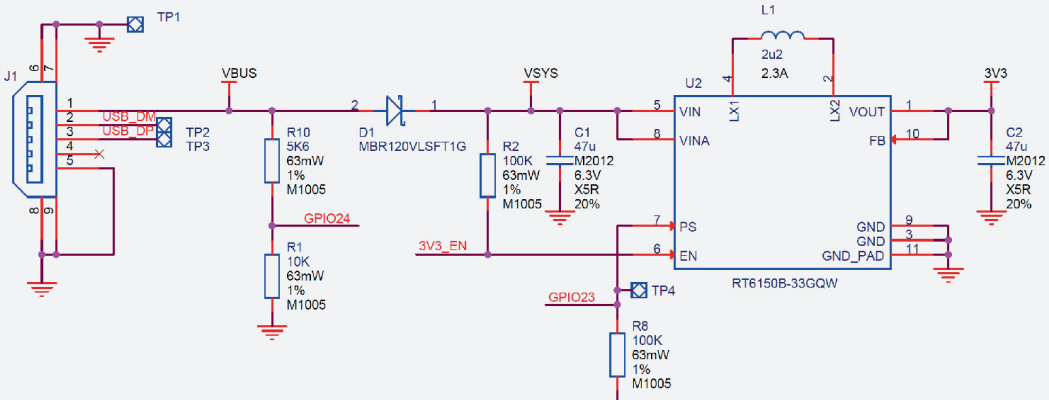 TP1
L1
2u2
2.3A
4
LX1
2
LX2
J1
6
7
1
2
3
4
5
8
9
USB_DM
USB_DP
TP2
TP3
VBUS
2
1
D1
MBR120VLSFT1G
R10
5K6
63mW
1%
M1005
GPIO24
R1
10K
63mW
1%
M1005
VSYS
R2
100K
63mW
1%
M1005
C1
47u
M2012
6.3V
X5R
20%
3V3_EN
U2
5
VIN
8
VINA
7
PS
6
EN
VOUT
1
FB
10
GND
9
GND
3
GND_PAD
11
RT6150B-33GQW
3V3
C2
47u
M2012
6.3V
X5R
20%
TP4
GPIO23
R8
100K
63mW
1%
M1005